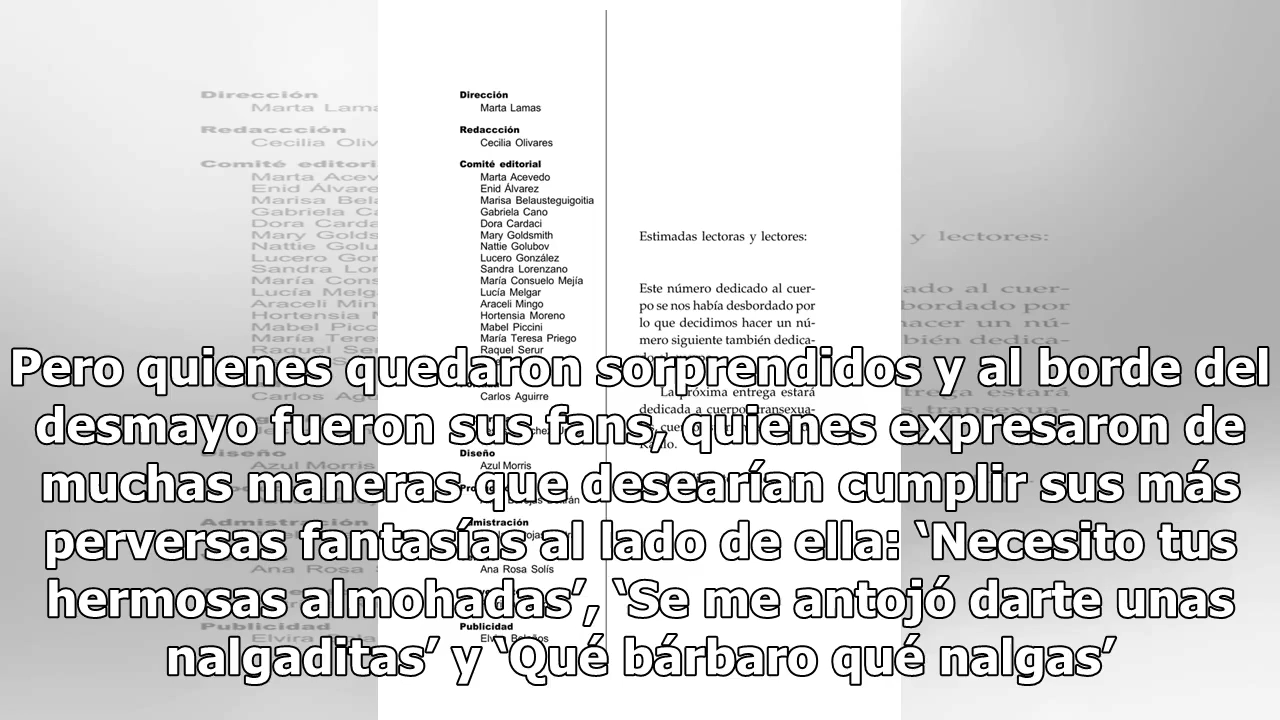 Dirección
Marta Lamas
Redaccción
Cecilia Olivares
Comité editorial
Marta Acevedo
Enid Álvarez
Marisa Belausteguigoitia
Gabriela Cano
Dora Cardaci
Mary Goldsmith
Nattie Golubov
Lucero González
Sandra Lorenzano
María Consuelo Mejía
Lucía Melgar
Araceli Mingo
Hortensia Moreno
Mabel Piccini
María Teresa Priego
Raquel Serur
Carlos Aguirre
Diseño
Azul Morris
Ana Rosa Solís
Publicidad
Elvira
Estimadas lectoras y lectores:
Este número dedicado al cuer-
po se nos había desbordado por
lo que decidimos hacer un nú-
mero siguiente también dedica-
La próxima entrega estará
dedicada a cuerpos transexua-
Pero quienes quedaron sorprendidos y al borde del
desmayo fueron sus fans, quienes expresaron de
muchas maneras que desearían cumplir sus más
perversas fantasías al lado de ella: ‘Necesito tus
hermosas almohadas’, ‘Se me antojó darte unas
nalgaditas’ y ‘Qué bárbaro qué nalgas’